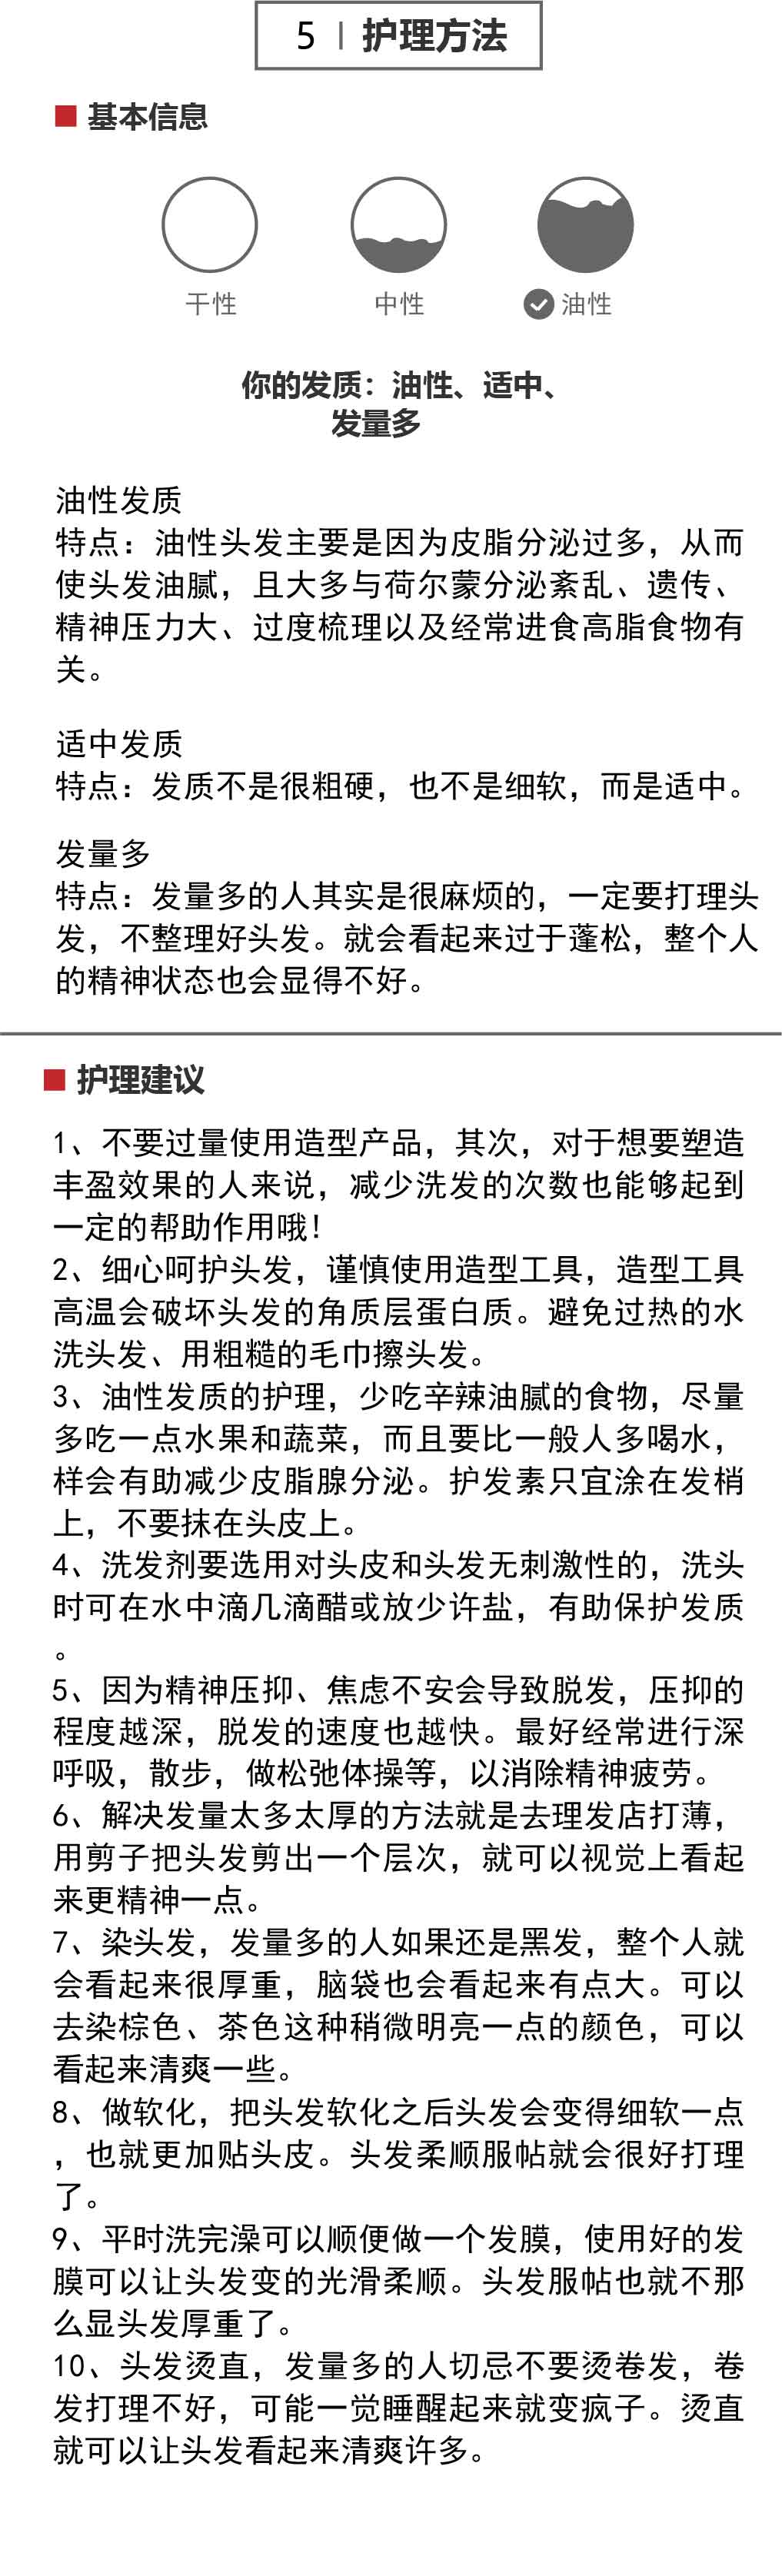 5 | 护理方法
基本信息
干性 中性 油性
你的发质：油性、适中、
发量多
油性发质
特点：油性头发主要是因为皮脂分泌过多，从而
使头发油腻，且大多与荷尔蒙分泌紊乱、遗传、
精神压力大、过度梳理以及经常进食高脂食物有
关。
适中发质
特点：发质不是很粗硬，也不是细软，而是适中。
发量多
特点：发量多的人其实是很麻烦的，一定要打理头
发，不整理好头发。就会看起来过于蓬松，整个人
的精神状态也会显得不好。
护理建议
1、不要过量使用造型产品，其次，对于想要塑造
丰盈效果的人来说，减少洗发的次数也能够起到
一定的帮助作用哦！
2、细心呵护头发，谨慎使用造型工具，造型工具
高温会破坏头发的角质层蛋白质。避免过热的水
洗头发、用粗糙的毛巾擦头发。
3、油性发质的护理，少吃辛辣油腻的食物，尽量
多吃一点水果和蔬菜，而且要比一般人多喝水，
样会有助减少皮脂腺分泌。护发素只宜涂在发梢
上，不要抹在头皮上。
4、洗发剂要选用对头皮和头发无刺激性的，洗头
时可在水中滴几滴醋或放少许盐，有助保护发质
。
5、因为精神压抑、焦虑不安会导致脱发，压抑的
程度越深，脱发的速度也越快。最好经常进行深
呼吸，散步，做松弛体操等，以消除精神疲劳。
6、解决发量太多太厚的方法就是去理发店打薄，
用剪子把头发剪出一个层次，就可以视觉上看起
来更精神一点。
7、染头发，发量多的人如果还是黑发，整个人就
会看起来很厚重，脑袋也会看起来有点大。可以
去染棕色、茶色这种稍微明亮一点的颜色，可以
看起来清爽一些。
8、做软化，把头发软化之后头发会变得细软一点
，也就更加贴头皮。头发柔顺服帖就会很好打理
了。
9、平时洗完澡可以顺便做一个发膜，使用好的发
膜可以让头发变的光滑柔顺。头发服帖也就不那
么显头发厚重了。
10、头发烫直，发量多的人切忌不要烫卷发，卷
发打理不好，可能一觉睡醒起来就变疯子。烫直
就可以让头发看起来清爽许多。